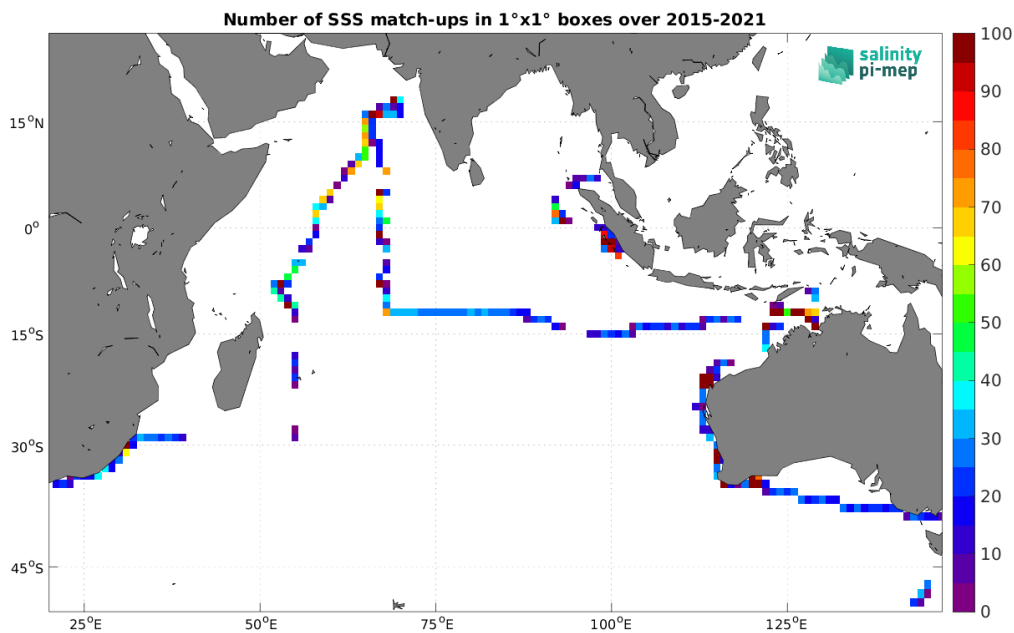 Number of SSS match-ups in 1°x1° boxes over 2015-2021
salinity
pi-mep
15°N
0°
15°S
30°S
45°S
25°E
50°E
75°E
100°E
125°E
100
90
80
70
60
50
40
30
20
10
0